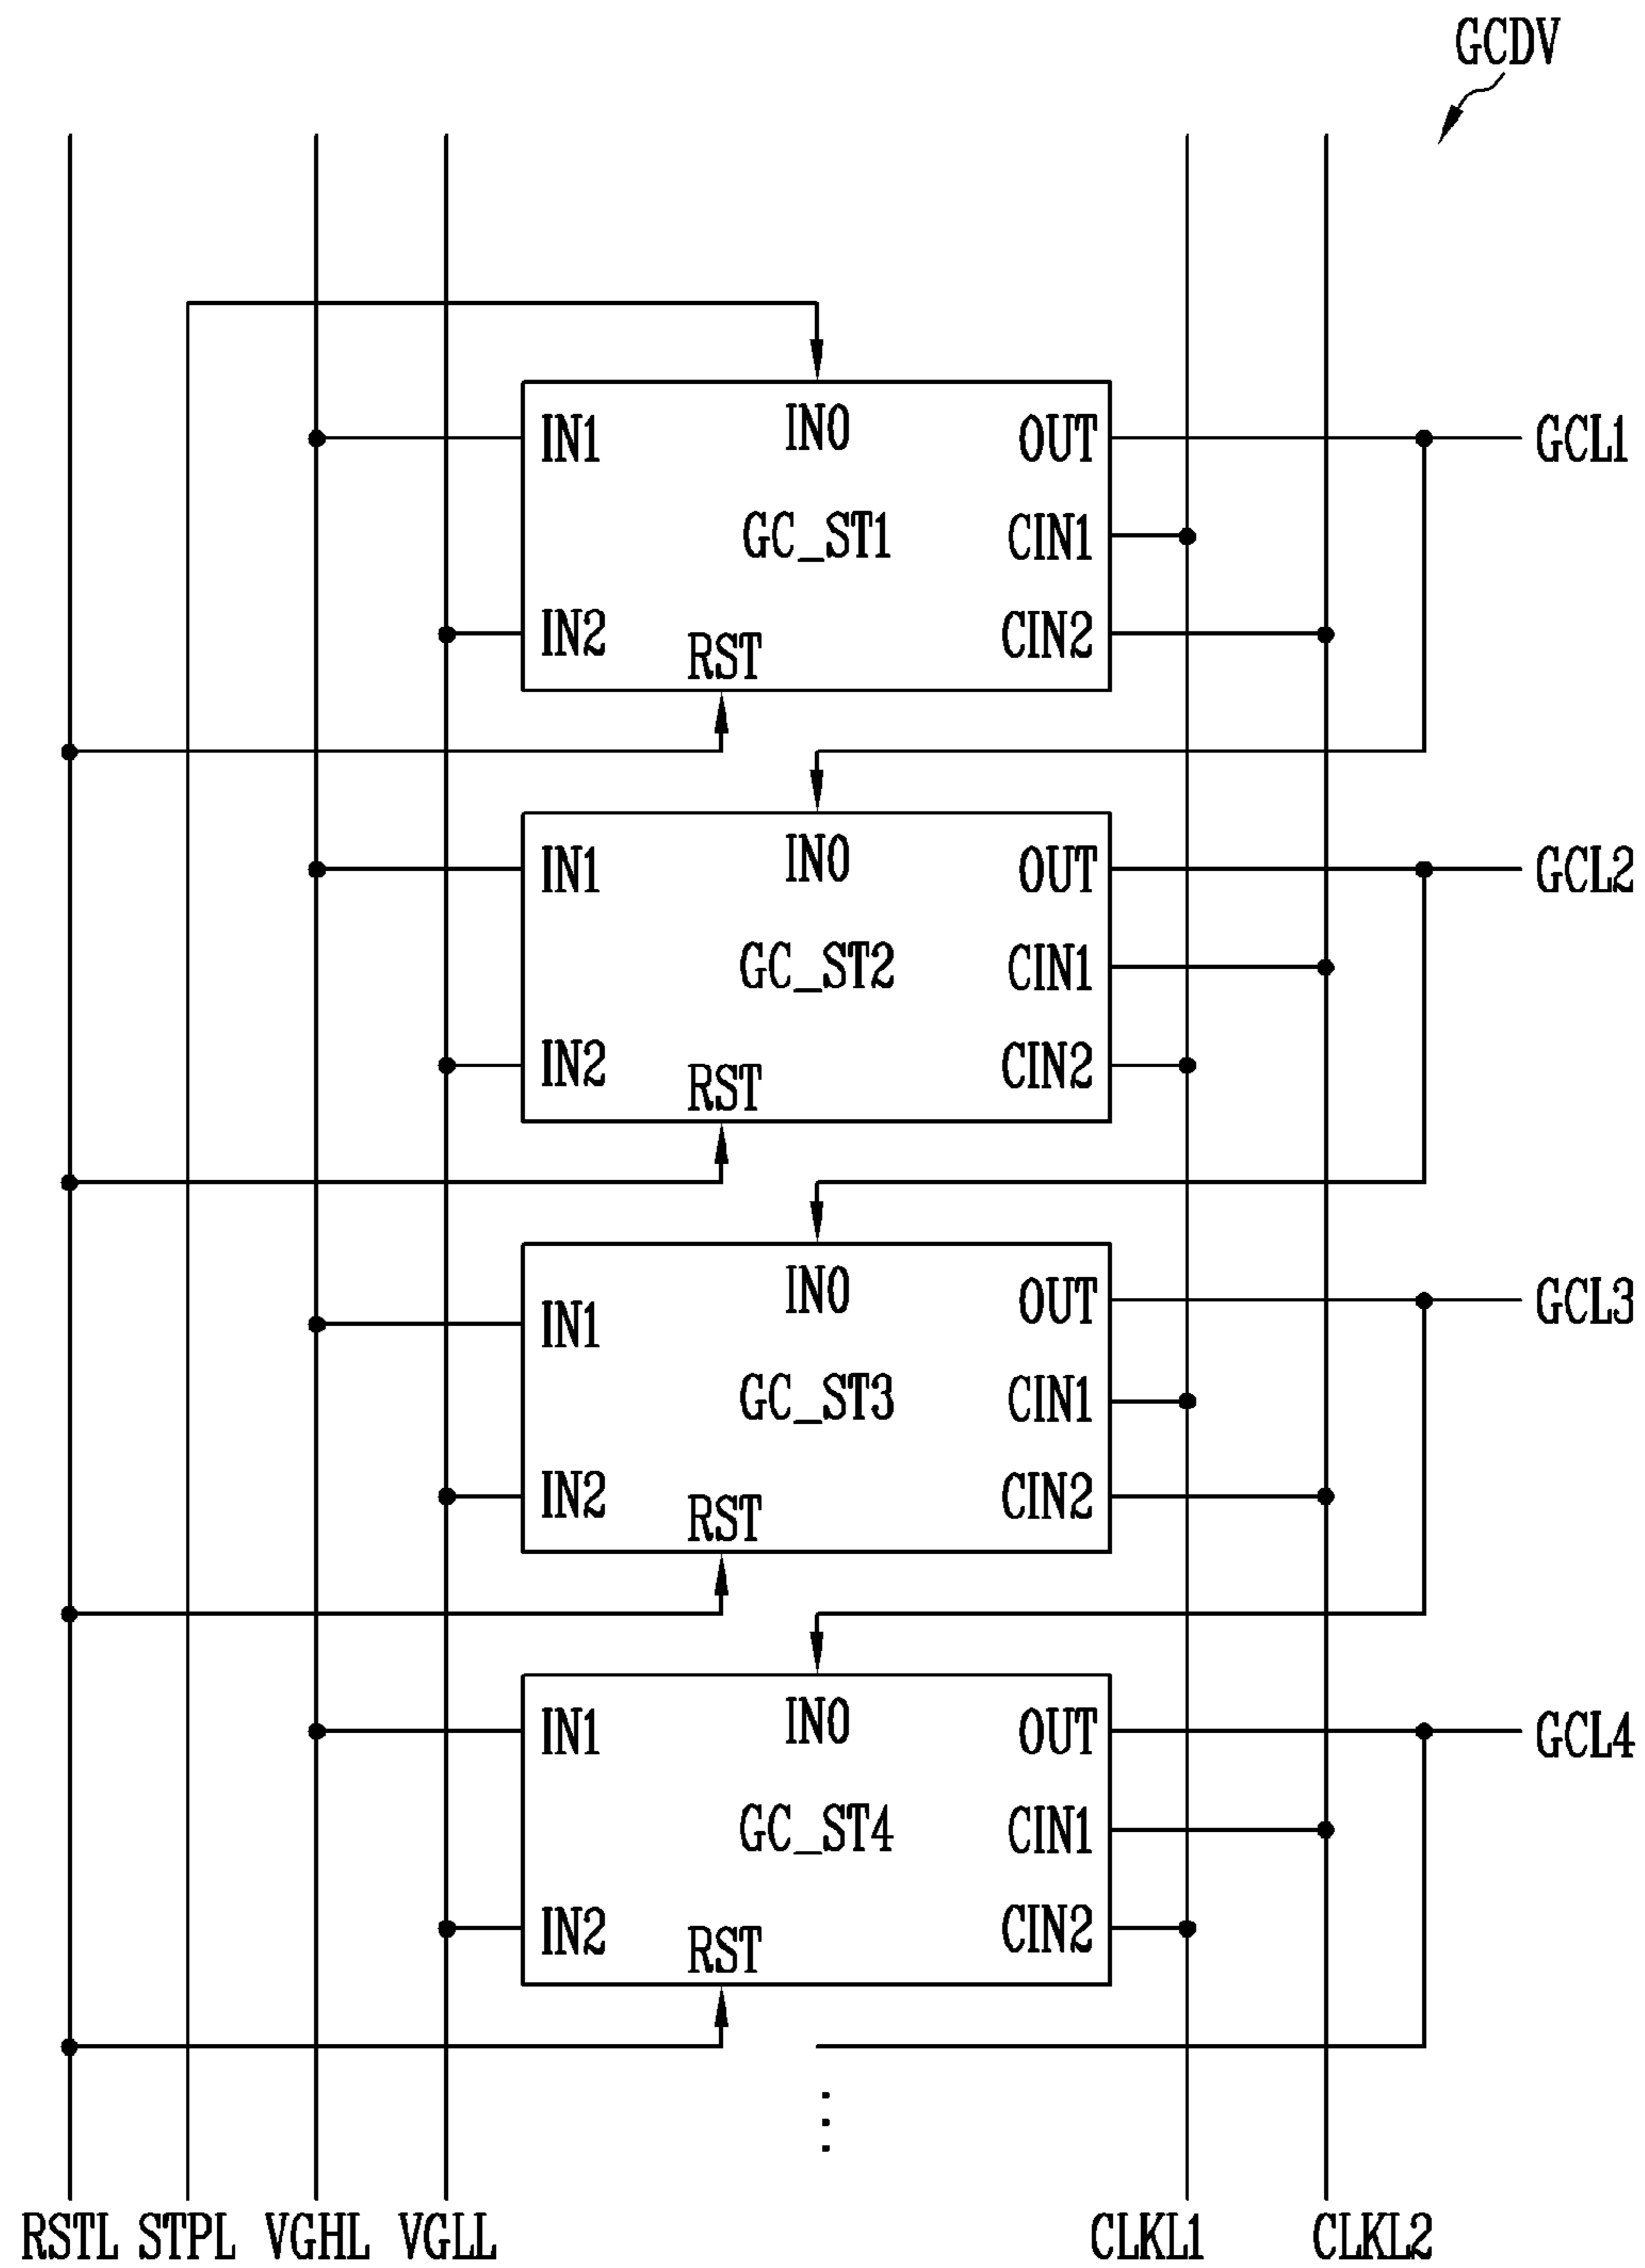 GCDV
IN1 IN0 OUT GCL1
GC_ST1 CIN1
IN2 RST CIN2
IN1 IN0 OUT GCL2
GC_ST2 CIN1
IN2 RST CIN2
IN1 IN0 OUT GCL3
GC_ST3 CIN1
IN2 RST CIN2
IN1 IN0 OUT GCL4
GC_ST4 CIN1
IN2 RST CIN2
RSTL STPL VGHL VGLL CLKL1 CLKL2